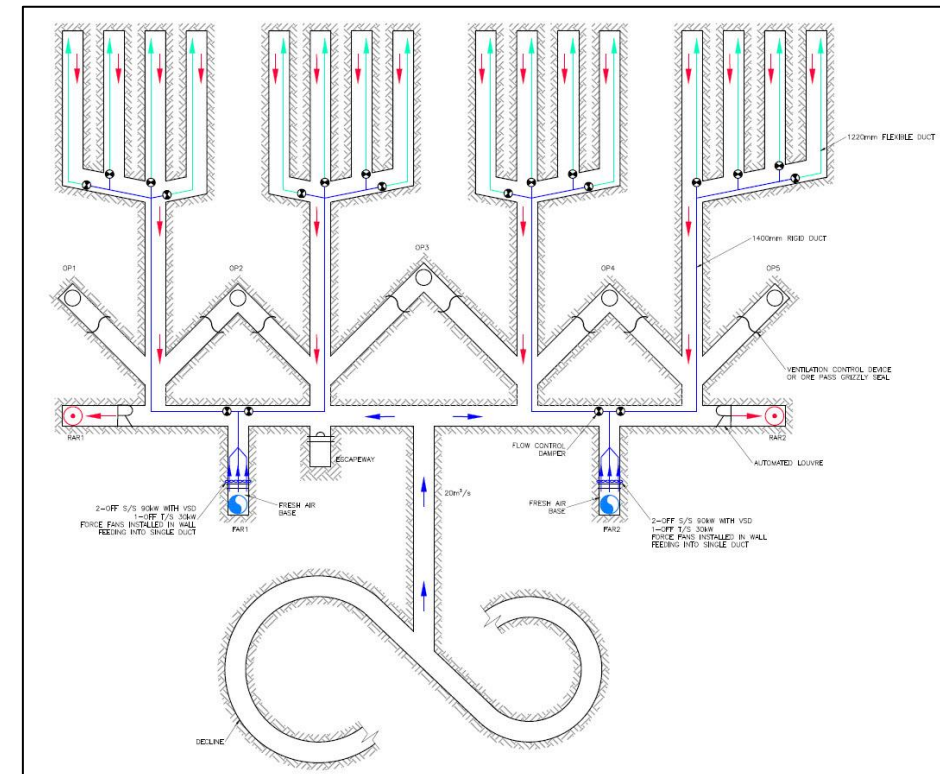 1220mm FLEXIBLE DUCT
1400mm RIGID DUCT
OP1
OP2
OP3
OP4
OP5
VENTILATION CONTROL DEVICE
OR ORE PASS GRIZZLY SEAL
RAR1
RAR2
FLOW CONTROL
DAMPER
AUTOMATED LOUVRE
ESCAPEWAY
20m³/s
2-OFF S/S 90kW WITH VSD
1-OFF T/S 30kW
FORCE FANS INSTALLED IN WALL
FEEDING INTO SINGLE DUCT
FRESH AIR
BASE
FAR1
FRESH AIR
BASE
FAR2
2-OFF S/S 90kW WITH VSD
1-OFF T/S 30kW
FORCE FANS INSTALLED IN WALL
FEEDING INTO SINGLE DUCT
DECLINE